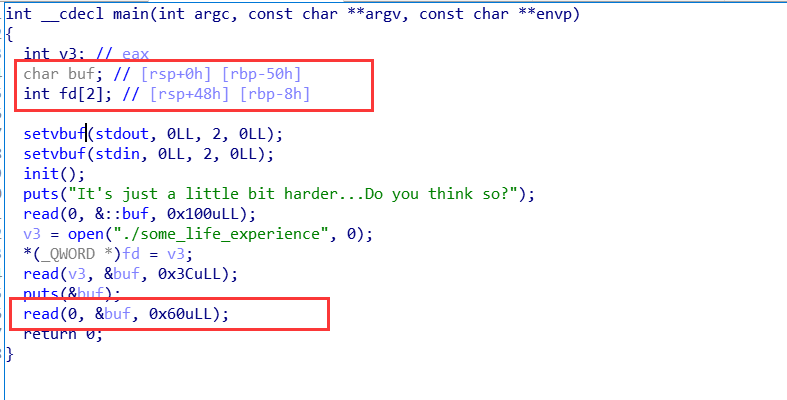 int __cdecl main(int argc, const char **argv, const char **envp)
{
int v3; // eax
char buf; // [rsp+0h] [rbp-50h]
int fd[2]; // [rsp+48h] [rbp-8h]
setvbuf(stdout, 0LL, 2, 0LL);
setvbuf(stdin, 0LL, 2, 0LL);
init();
puts("It's just a little bit harder...Do you think so?");
read(0, &::buf, 0x100uLL);
v3 = open("./some_life_experience", 0);
*(_QWORD *)fd = v3;
read(v3, &buf, 0x3CuLL);
puts(&buf);
read(0, &buf, 0x60uLL);
return 0;
}